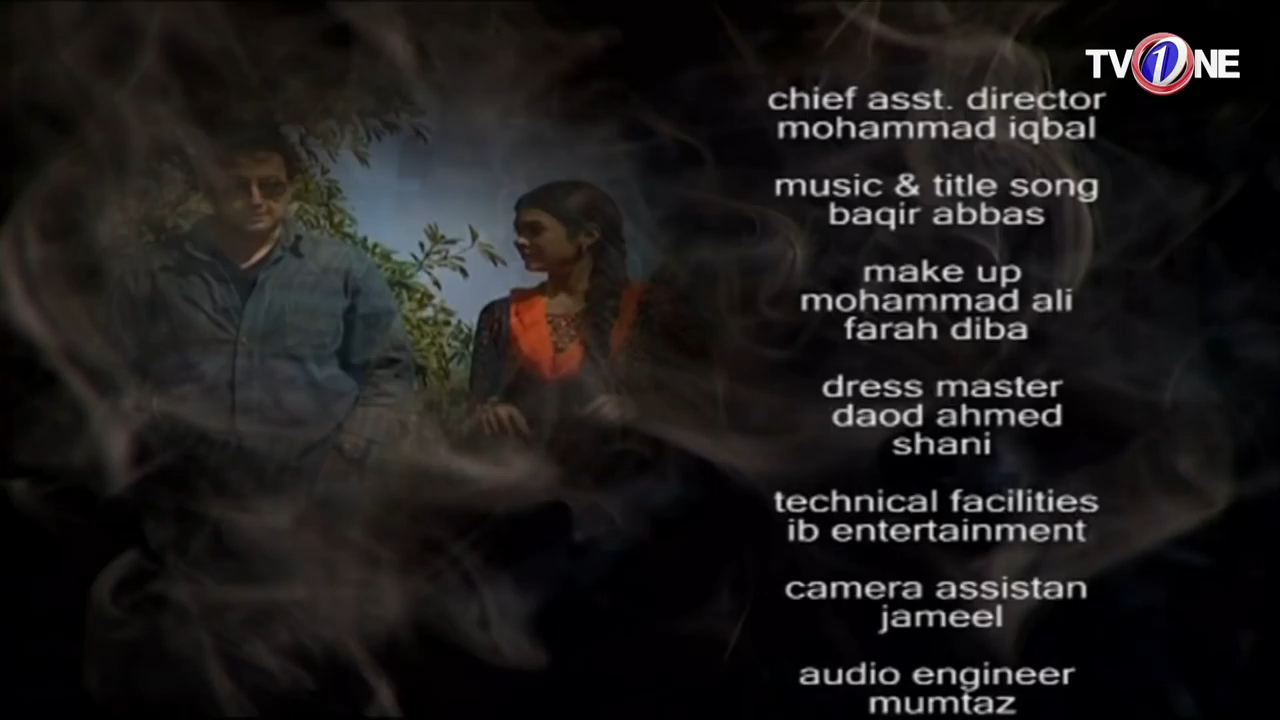 TV1NE
chief asst. director
mohammad iqbal
music & title song
baqir abbas
make up
mohammad ali
farah diba
dress master
daod ahmed
shani
technical facilities
ib entertainment
camera assistan
jameel
audio engineer
mumtaz